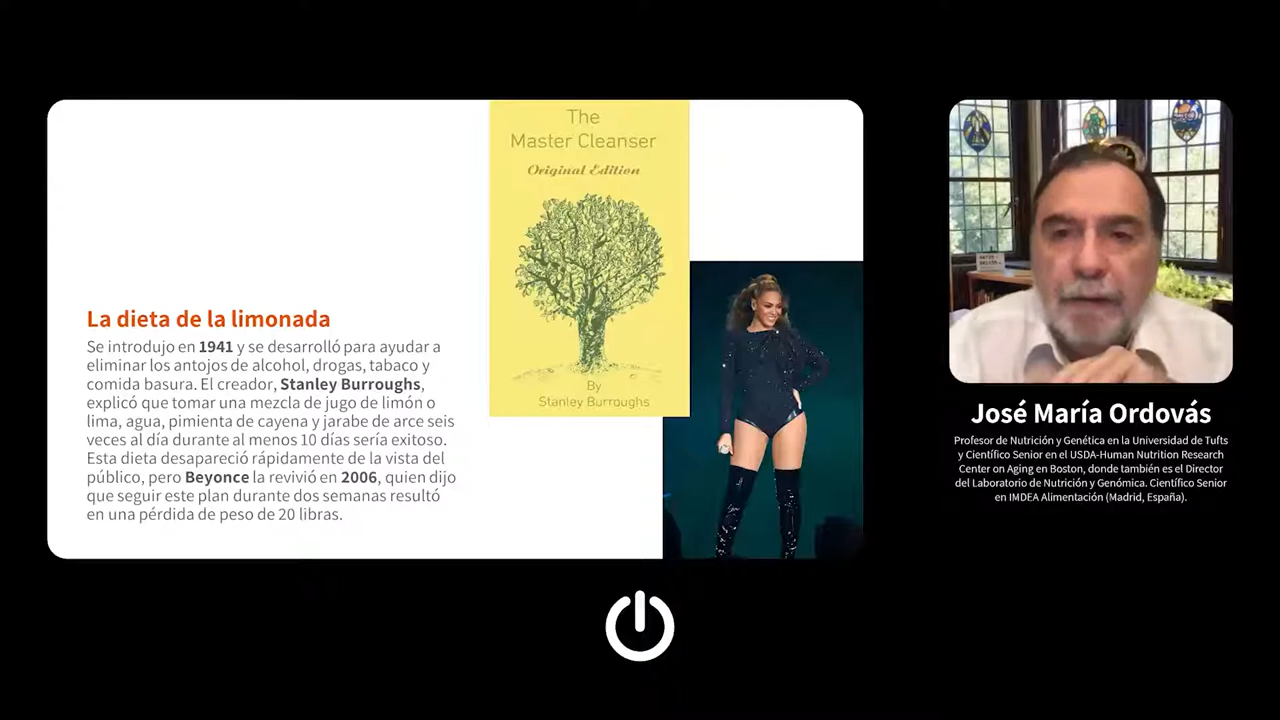 The
Master Cleanser
Original Edition
By
Stanley Burroughs
La dieta de la limonada
Se introdujo en 1941 y se desarrolló para ayudar a
eliminar los antojos de alcohol, drogas, tabaco y
comida basura. El creador, Stanley Burroughs,
explicó que tomar una mezcla de jugo de limón o
lima, agua, pimienta de cayena y jarabe de arce seis
veces al día durante al menos 10 días sería exitoso.
Esta dieta desapareció rápidamente de la vista del
público, pero Beyonce la revivió en 2006, quien dijo
que seguir este plan durante dos semanas resultó
en una pérdida de peso de 20 libras.
José María Ordovás
Profesor de Nutrición y Genética en la Universidad de Tufts
y Científico Senior en el USDA-Human Nutrition Research
Center on Aging en Boston, donde también es el Director
del Laboratorio de Nutrición y Genómica. Científico Senior
en IMDEA Alimentación (Madrid, España).